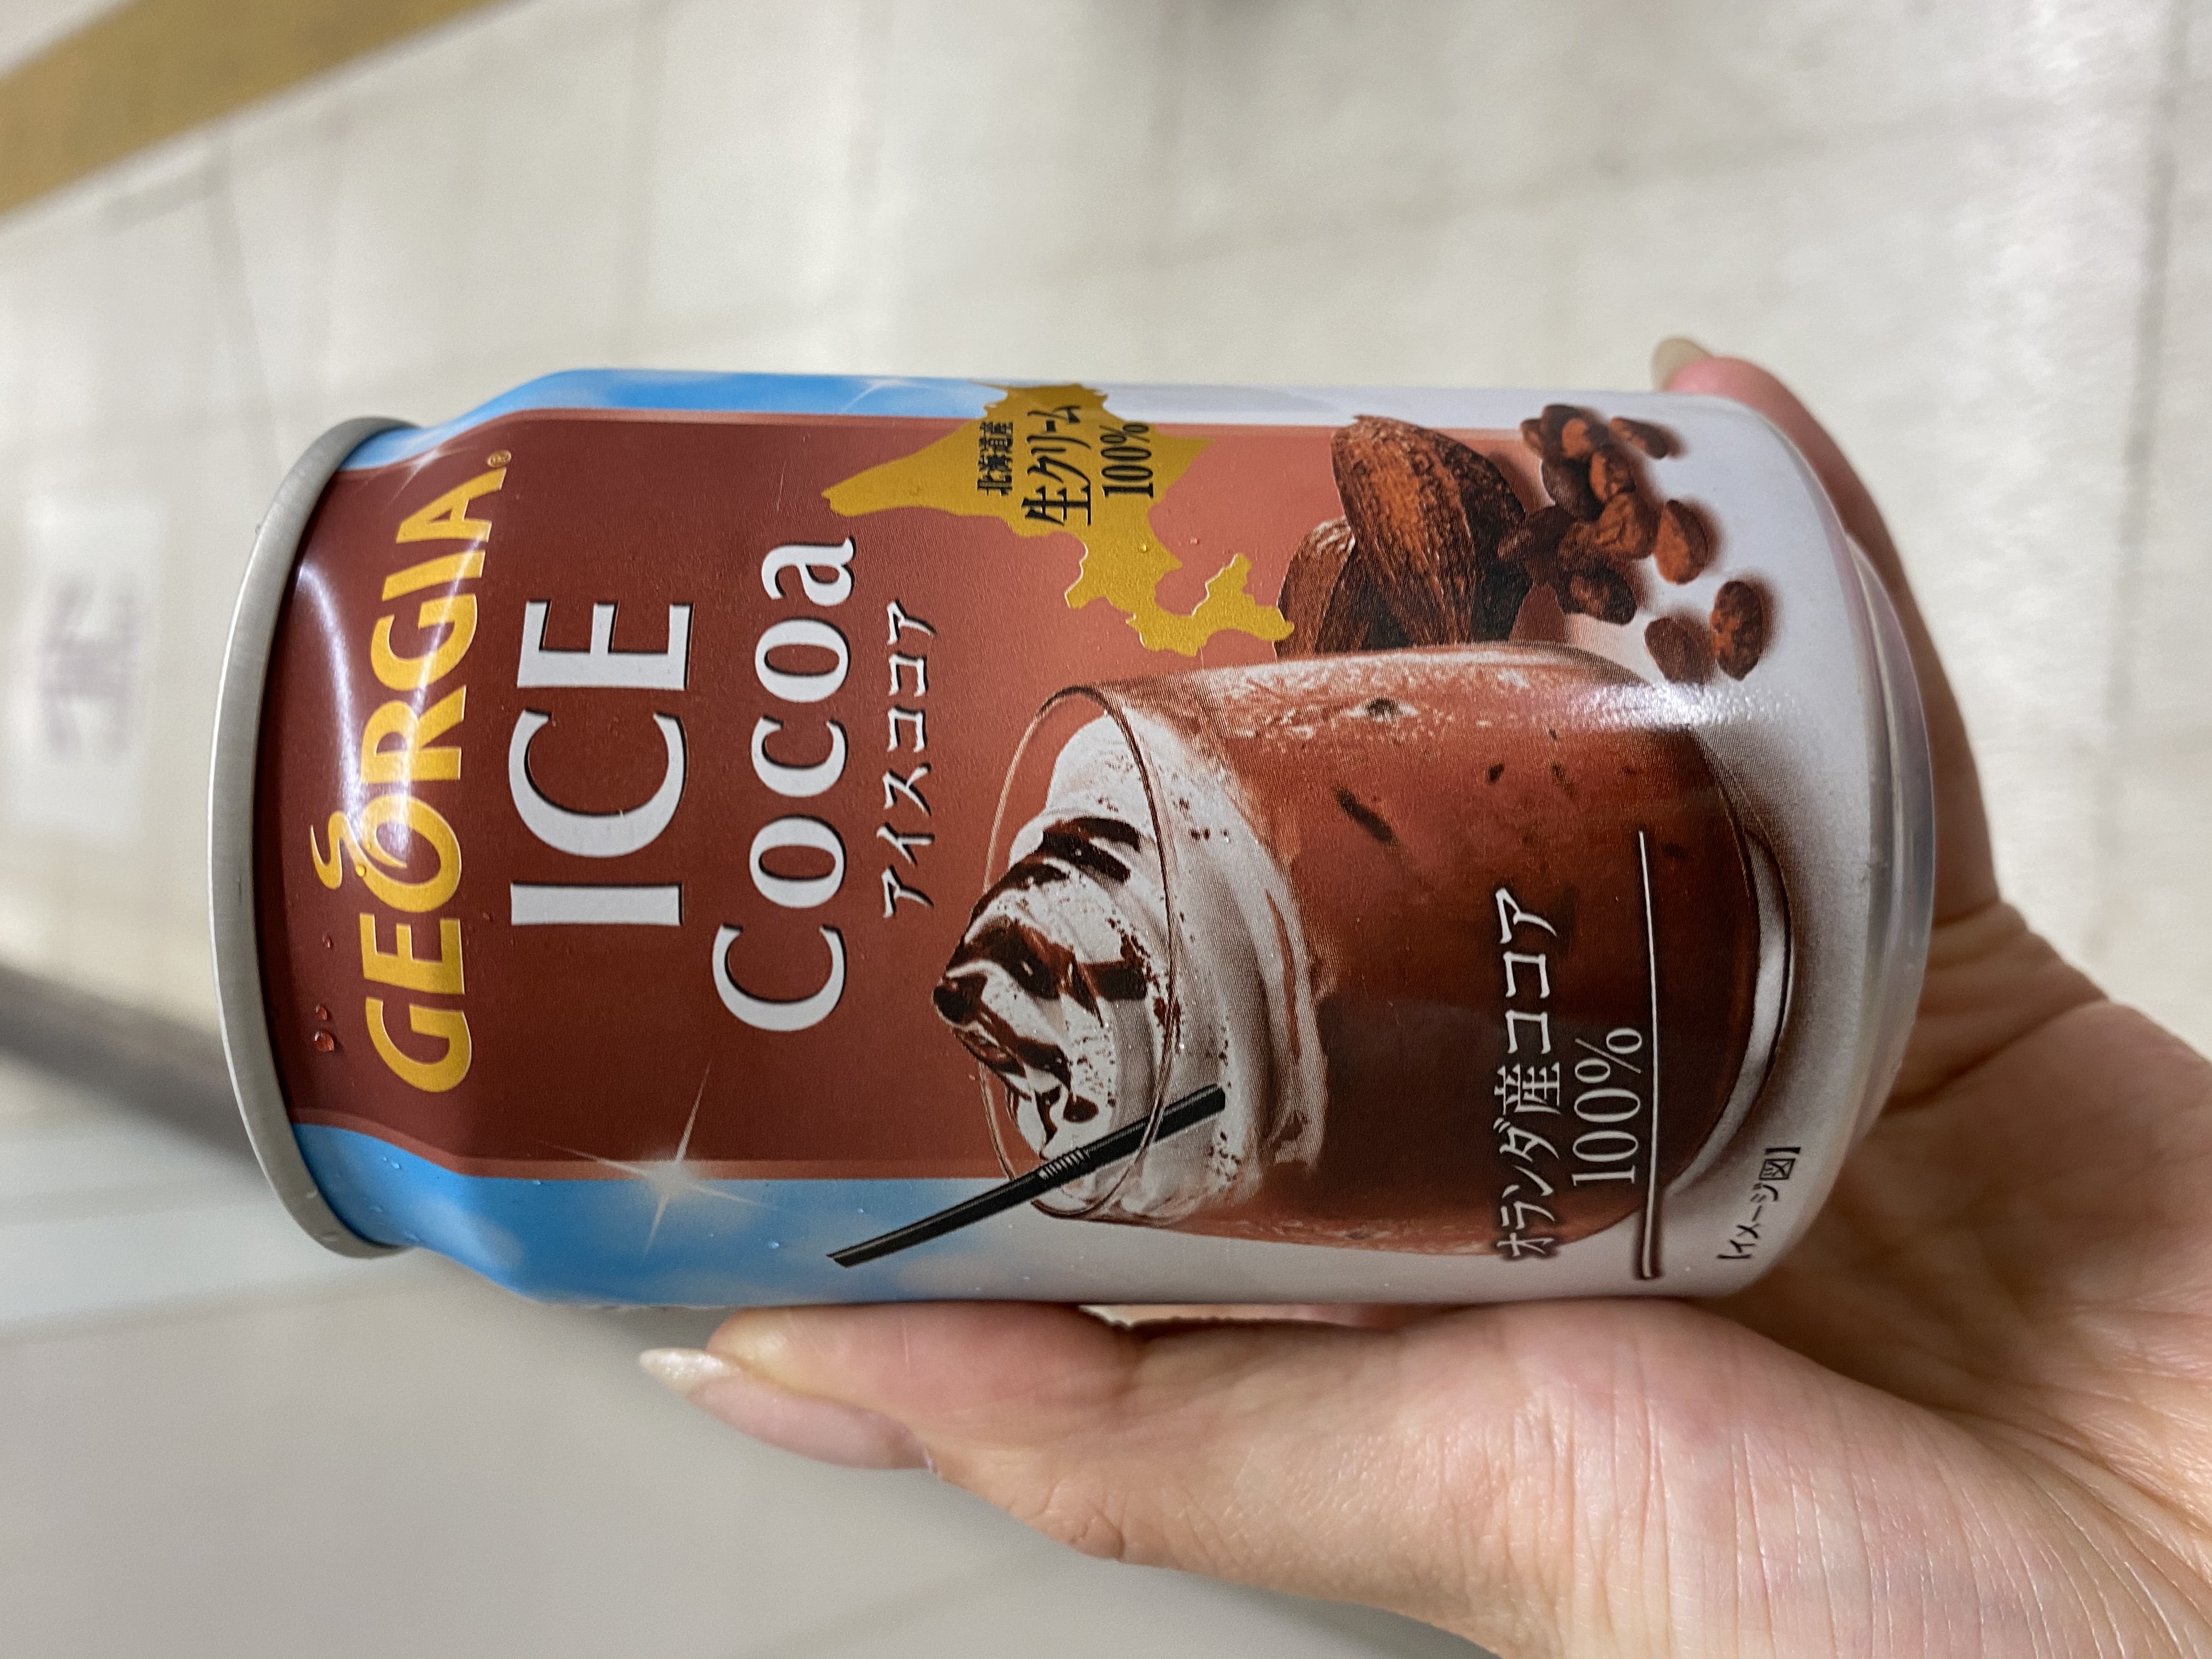 GEORGIA®
ICE
Cocoa
アイスココア
北海道産
生クリーム
100%
オランダ産ココア
100%
【イメージ図】